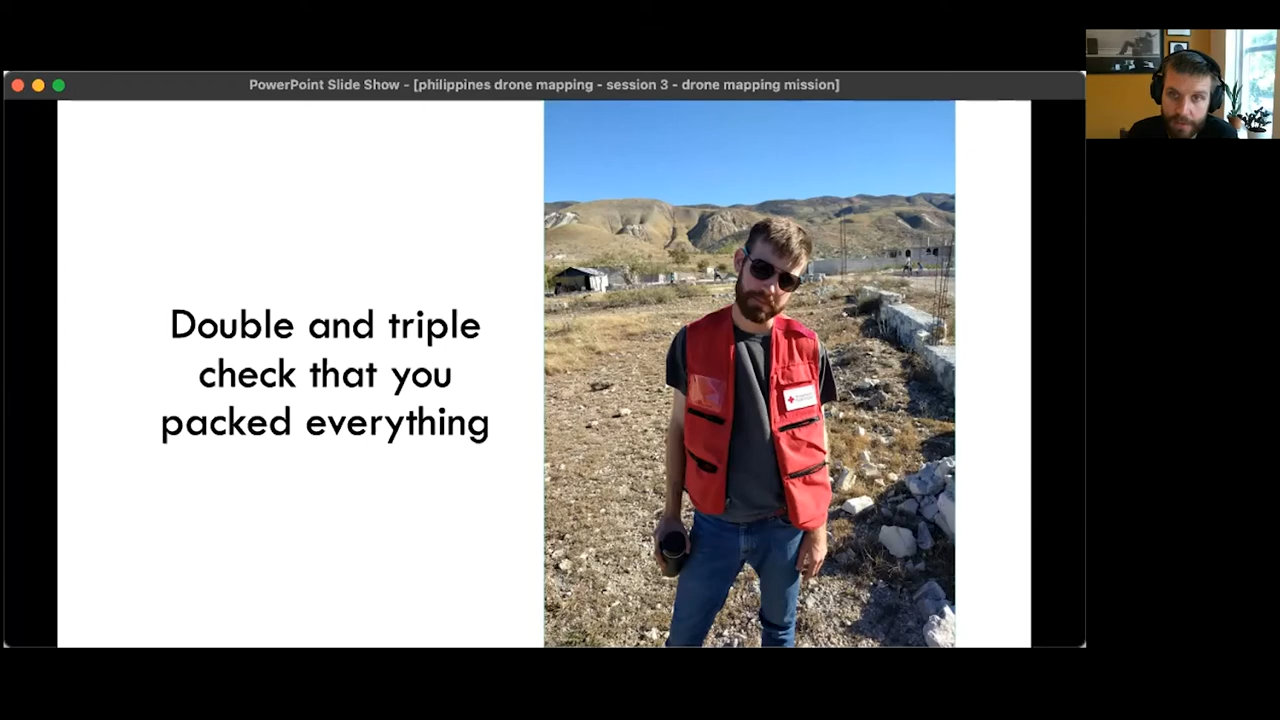 PowerPoint Slide Show - [philippines drone mapping - session 3 - drone mapping mission]
Double and triple
check that you
packed everything